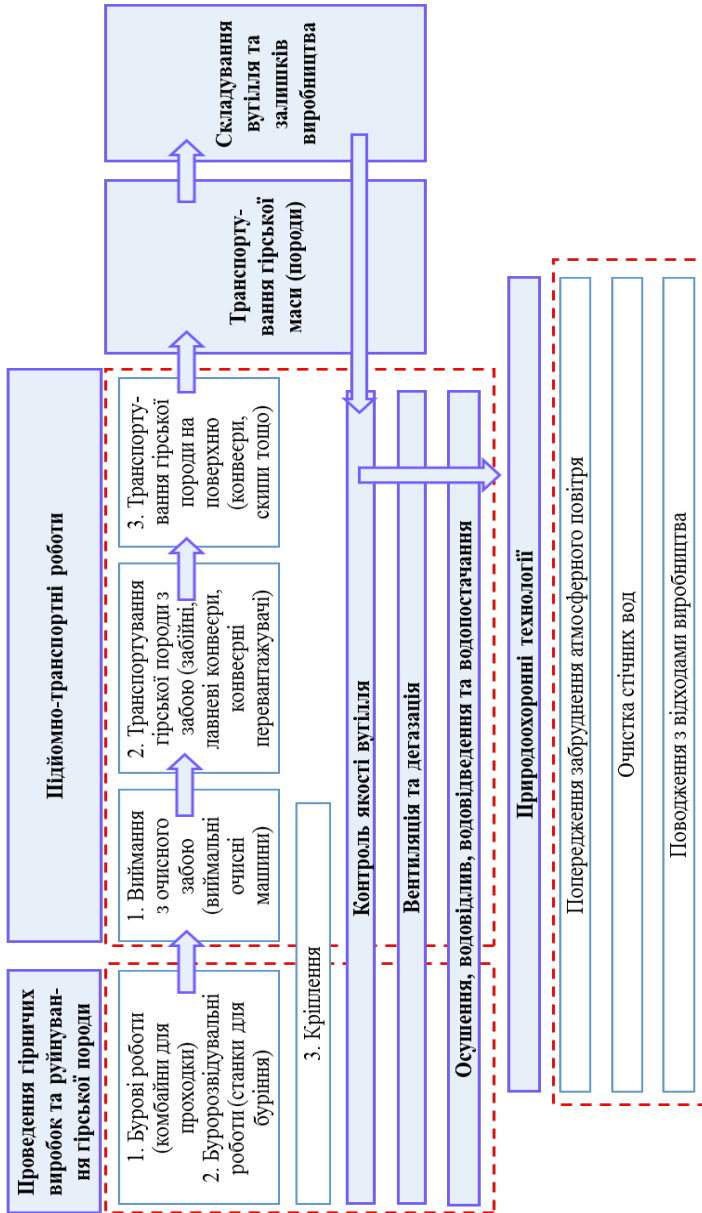 Проведення гірничих
виробок та руйнуван-
ня гірської породи
Підйомно-транспортні роботи
1. Бурові роботи
(комбайни для
проходки)
2. Буророзвідувальні
роботи (станки для
буріння)
1. Виймання
з очисного
забою
(виймальні
очисні
машини)
2. Транспортування
гірської породи з
забою (забійні,
лавневі конвеєри,
конвеєрні
перевантажувачі)
3. Транспорту-
вання гірської
породи на
поверхню
(конвеєри,
скипи тощо)
Транспорту-
вання гірської
маси (породи)
Складування
вугілля та
залишків
виробництва
3. Кріплення
Контроль якості вугілля
Вентиляція та дегазація
Осушення, водовідлив, водовідведення та водопостачання
Природоохоронні технології
Попередження забруднення атмосферного повітря
Очистка стічних вод
Поводження з відходами виробництва